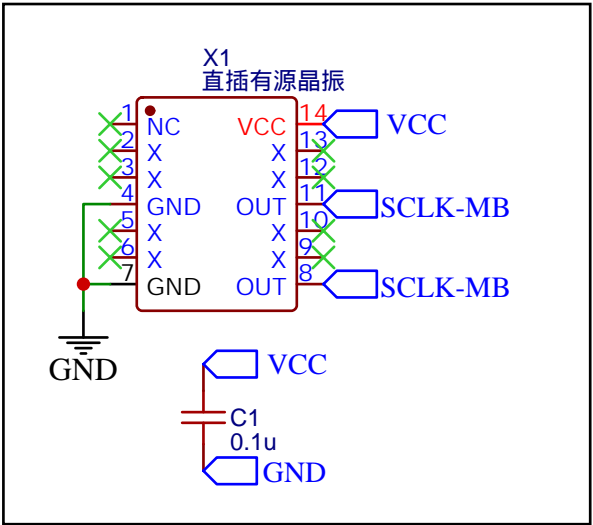 X1
直插有源晶振
1 NC VCC 14 VCC
2 X X 13
3 X X 12
4 GND OUT 11 SCLK-MB
5 X X 10
6 X X 9
7 GND OUT 8 SCLK-MB
GND
VCC
C1
0.1u
GND